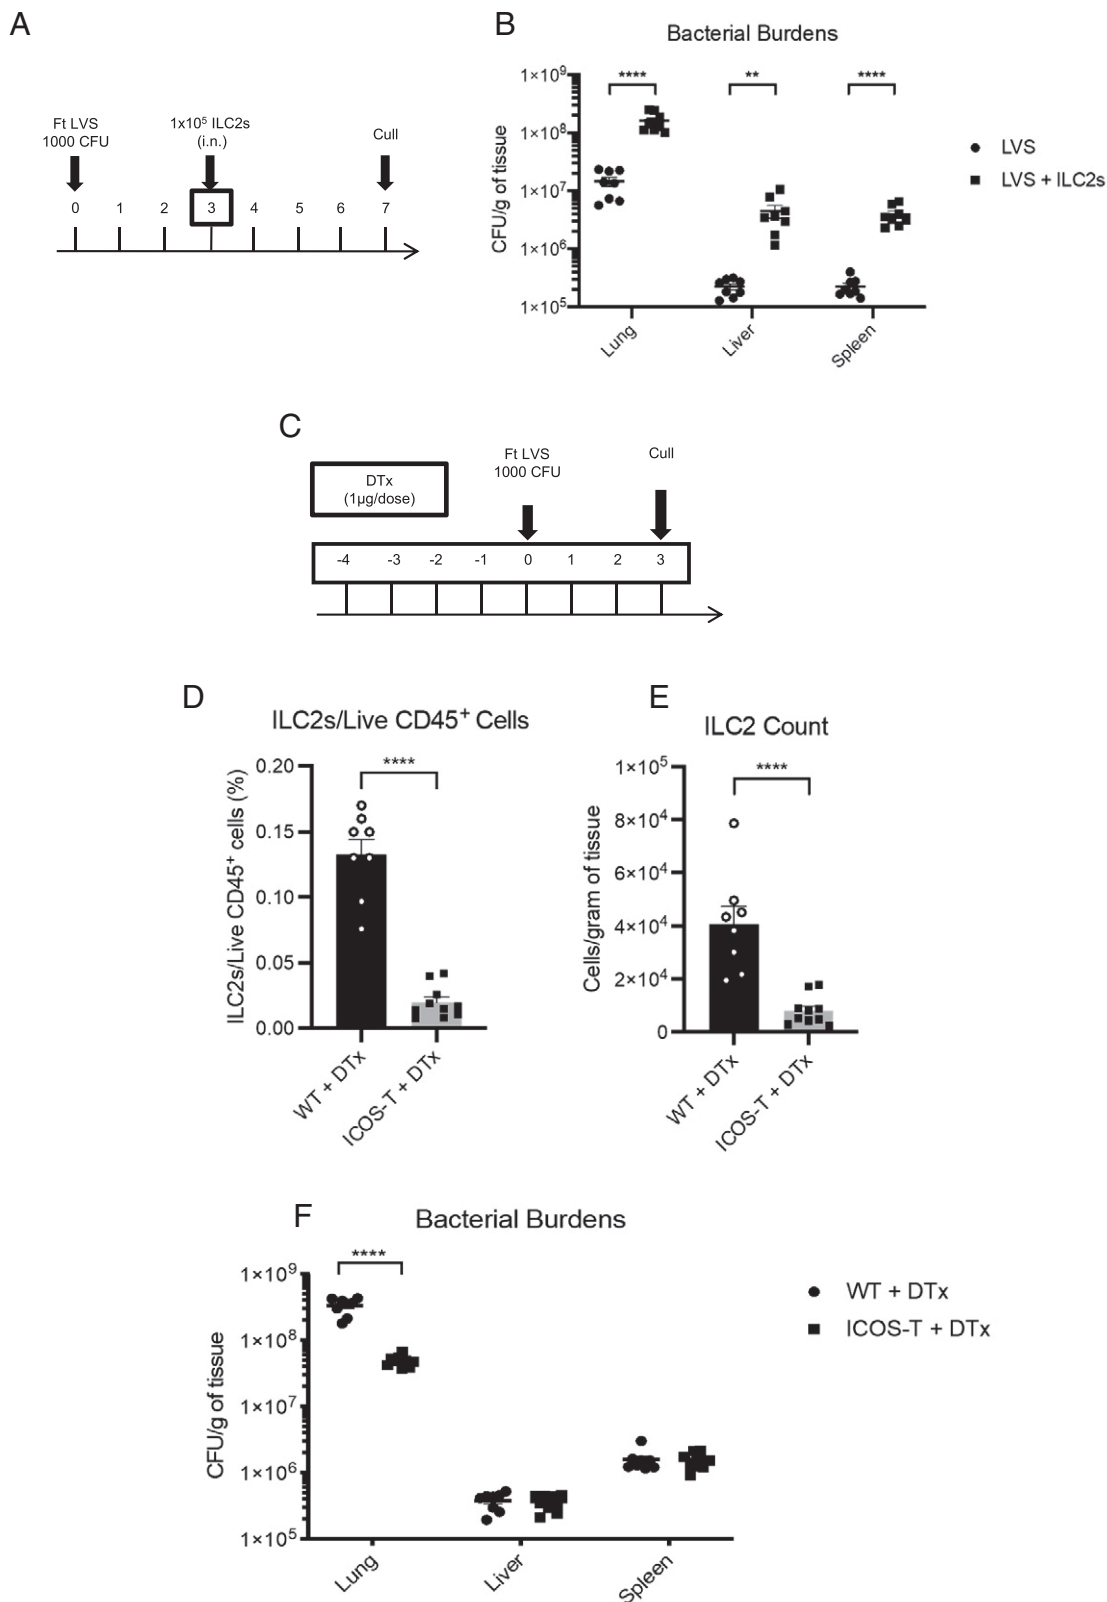 A
Ft LVS
1000 CFU
1x10⁵ ILC2s
(i.n.)
Cull
0 1 2 3 4 5 6 7
B
Bacterial Burdens
CFU/g of tissue
1×10⁹
1×10⁸
1×10⁷
1×10⁶
1×10⁵
**** ** ****
Lung Liver Spleen
LVS
LVS + ILC2s
C
DTx
(1µg/dose)
Ft LVS
1000 CFU
Cull
-4 -3 -2 -1 0 1 2 3
D
ILC2s/Live CD45⁺ Cells
ILC2s/Live CD45⁺ cells (%)
0.20
0.15
0.10
0.05
0.00
****
WT + DTx
ICOS-T + DTx
E
ILC2 Count
Cells/gram of tissue
1×10⁵
8×10⁴
6×10⁴
4×10⁴
2×10⁴
0
****
WT + DTx
ICOS-T + DTx
F
Bacterial Burdens
CFU/g of tissue
1×10⁹
1×10⁸
1×10⁷
1×10⁶
1×10⁵
****
Lung Liver Spleen
WT + DTx
ICOS-T + DTx